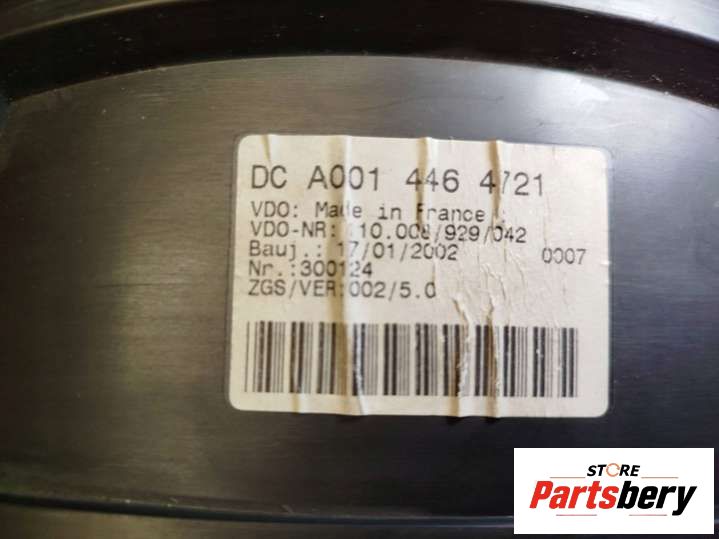 DC A001 446 4721
VDO: Made in France
VDO-NR: 110.008/929/042
Bauj.: 17/01/2002 0007
Nr.:300124
ZGS/VER:002/5.0
STORE
Partsbery